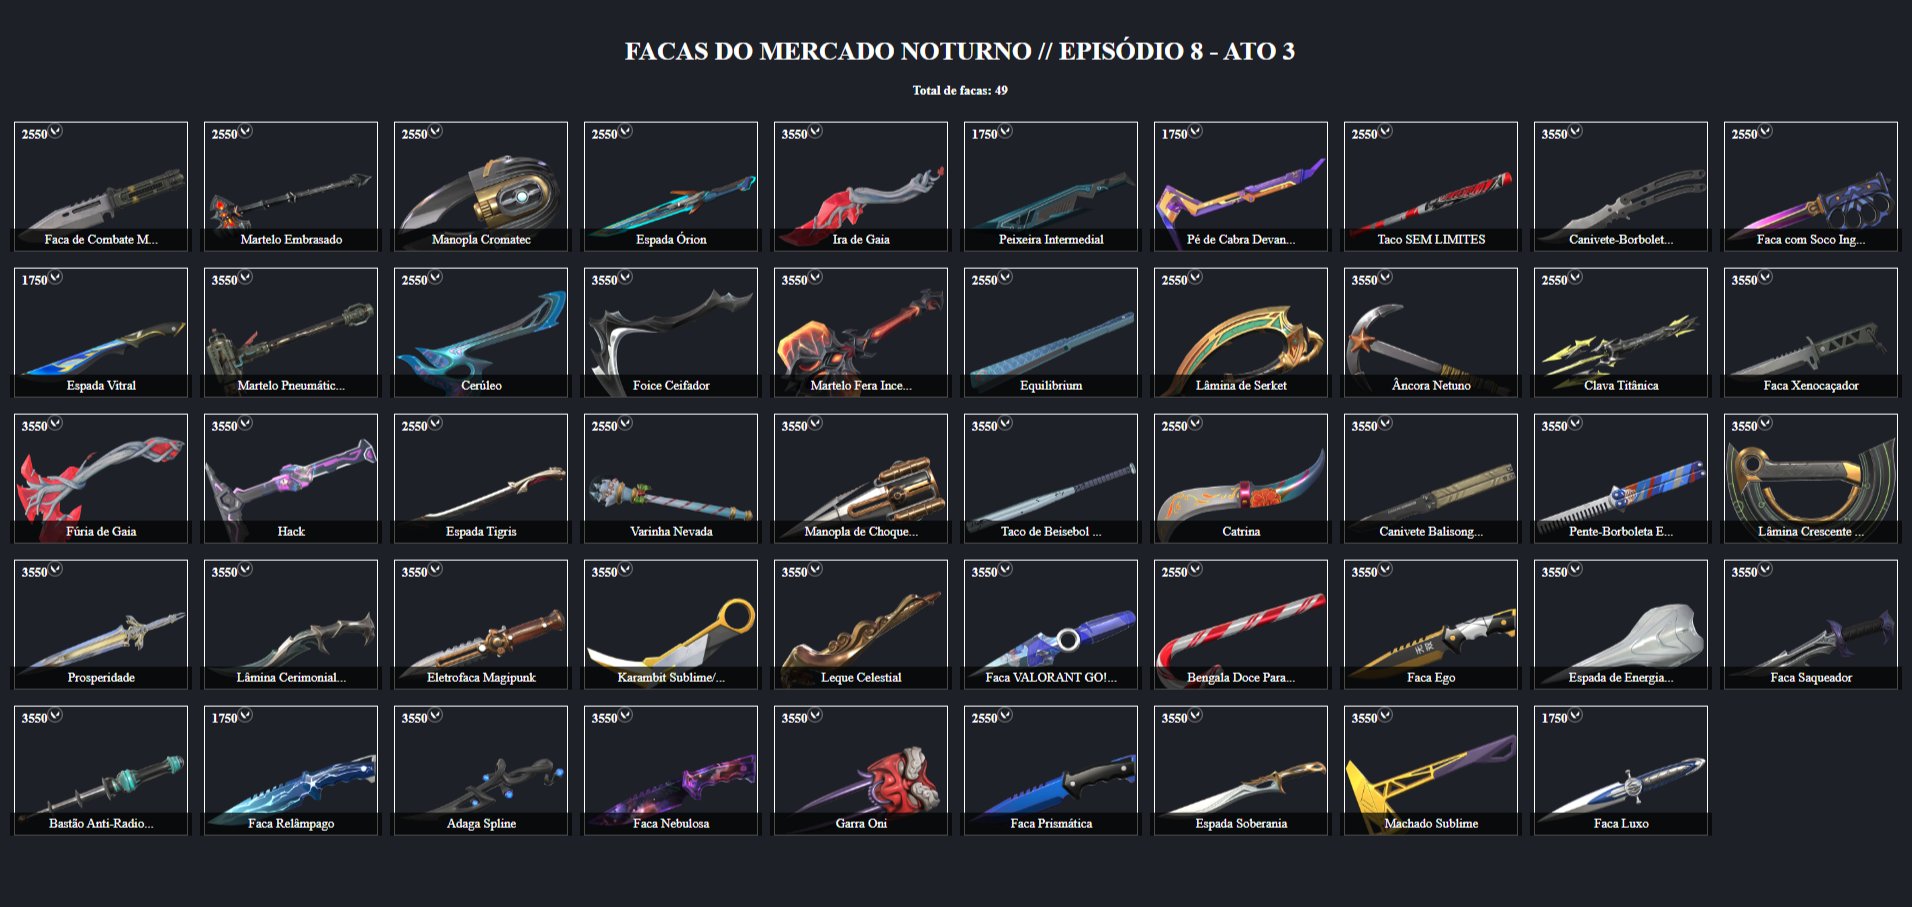 FACAS DO MERCADO NOTURNO // EPISÓDIO 8 - ATO 3
Total de facas: 49
2550
Faca de Combate M...
2550
Martelo Embrasado
2550
Manopla Cromatec
2550
Espada Órion
3550
Ira de Gaia
1750
Peixeira Intermedial
1750
Pé de Cabra Devan...
2550
Taco SEM LIMITES
3550
Canivete-Borbolet...
2550
Faca com Soco Ing...
1750
Espada Vitral
3550
Martelo Pneumátic...
2550
Cerúleo
3550
Foice Ceifador
3550
Martelo Fera Ince...
2550
Equilibrium
2550
Lâmina de Serket
3550
Âncora Netuno
2550
Clava Titânica
3550
Faca Xenocaçador
3550
Fúria de Gaia
3550
Hack
2550
Espada Tigris
2550
Varinha Nevada
3550
Manopla de Choque...
3550
Taco de Beisebol ...
2550
Catrina
3550
Canivete Balisong...
3550
Pente-Borboleta E...
3550
Lâmina Crescente ...
3550
Prosperidade
3550
Lâmina Cerimonial...
3550
Eletrofaca Magipunk
3550
Karambit Sublime/...
3550
Leque Celestial
3550
Faca VALORANT GO!...
2550
Bengala Doce Para...
3550
Faca Ego
3550
Espada de Energia...
3550
Faca Saqueador
3550
Bastão Anti-Radio...
1750
Faca Relâmpago
3550
Adaga Spline
3550
Faca Nebulosa
3550
Garra Oni
2550
Faca Prismática
3550
Espada Soberania
3550
Machado Sublime
1750
Faca Luxo